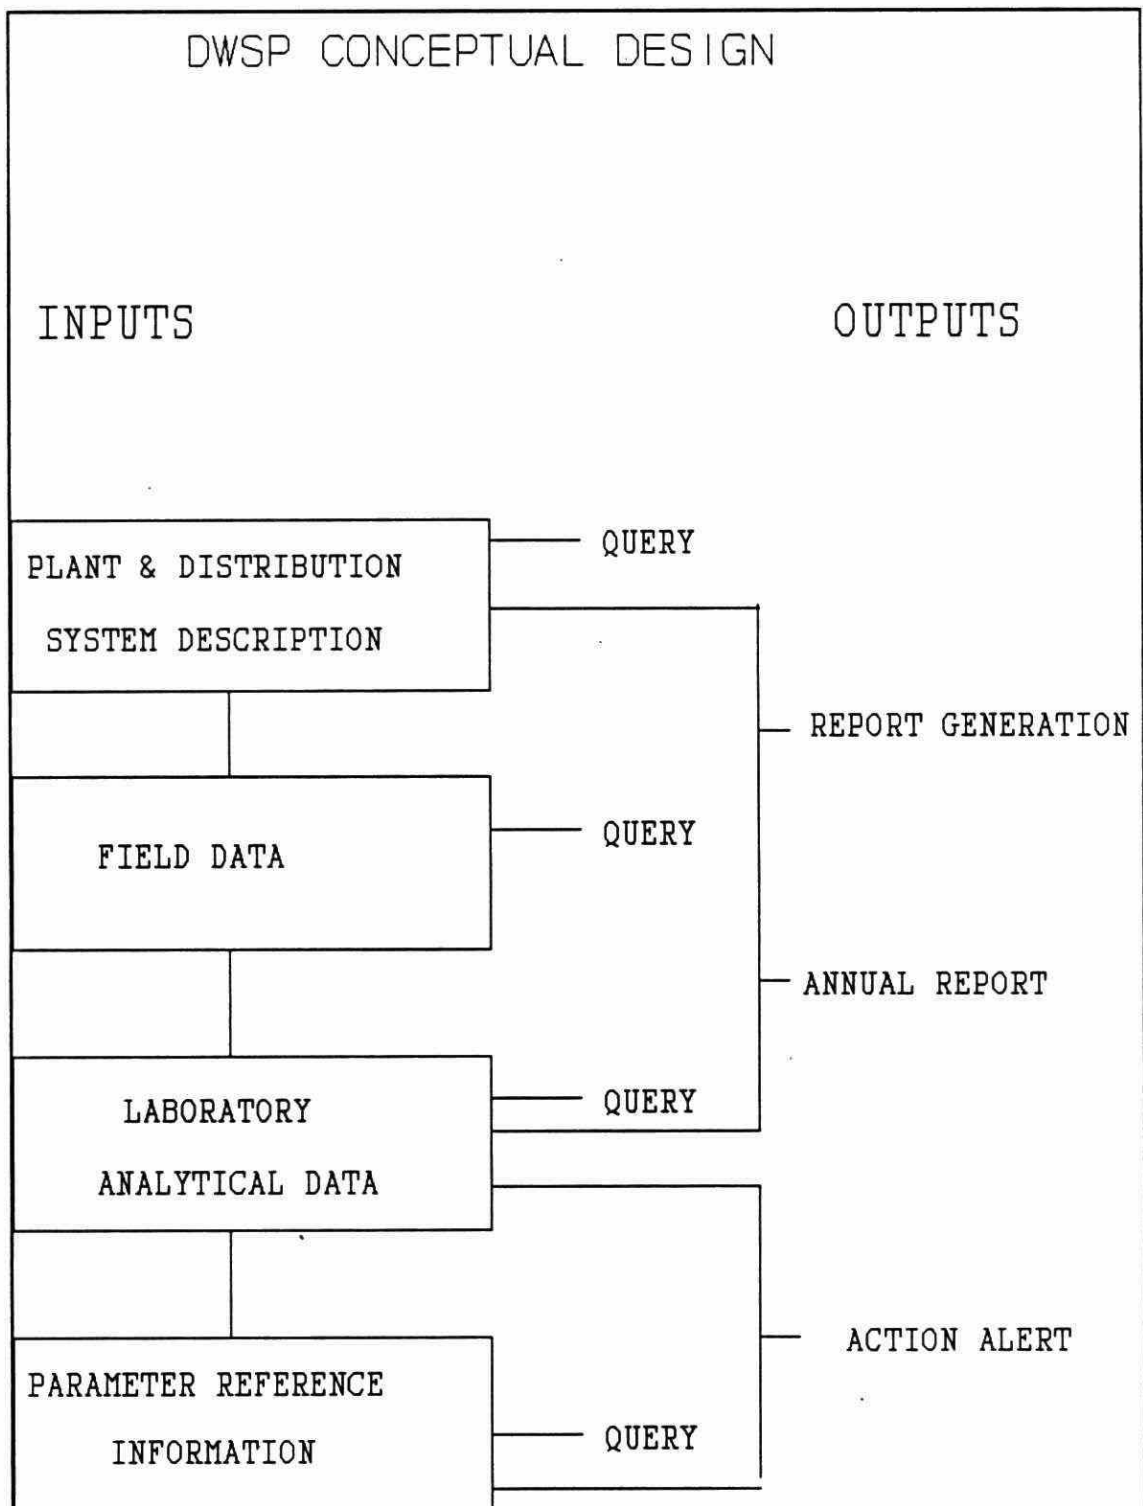 DWSP CONCEPTUAL DESIGN
INPUTS
OUTPUTS
QUERY
PLANT & DISTRIBUTION
SYSTEM DESCRIPTION
REPORT GENERATION
QUERY
FIELD DATA
ANNUAL REPORT
QUERY
LABORATORY
ANALYTICAL DATA
ACTION ALERT
PARAMETER REFERENCE
QUERY
INFORMATION